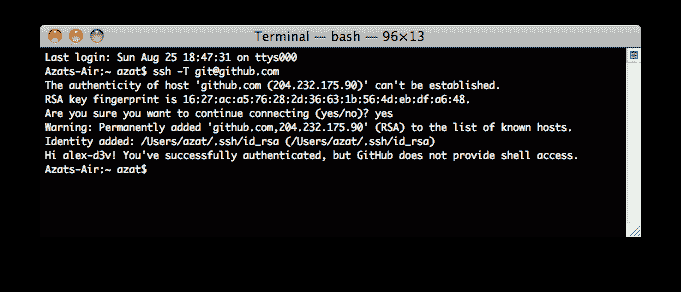 Terminal — bash — 96×13
Last login: Sun Aug 25 18:47:31 on ttys000
Azats-Air:~ azat$ ssh -T git@github.com
The authenticity of host 'github.com (204.232.175.90)' can't be established.
RSA key fingerprint is 16:27:ac:a5:76:28:2d:36:63:1b:56:4d:eb:df:a6:48.
Are you sure you want to continue connecting (yes/no)? yes
Warning: Permanently added 'github.com,204.232.175.90' (RSA) to the list of known hosts.
Identity added: /Users/azat/.ssh/id_rsa (/Users/azat/.ssh/id_rsa)
Hi alex-d3v! You've successfully authenticated, but GitHub does not provide shell access.
Azats-Air:~ azat$